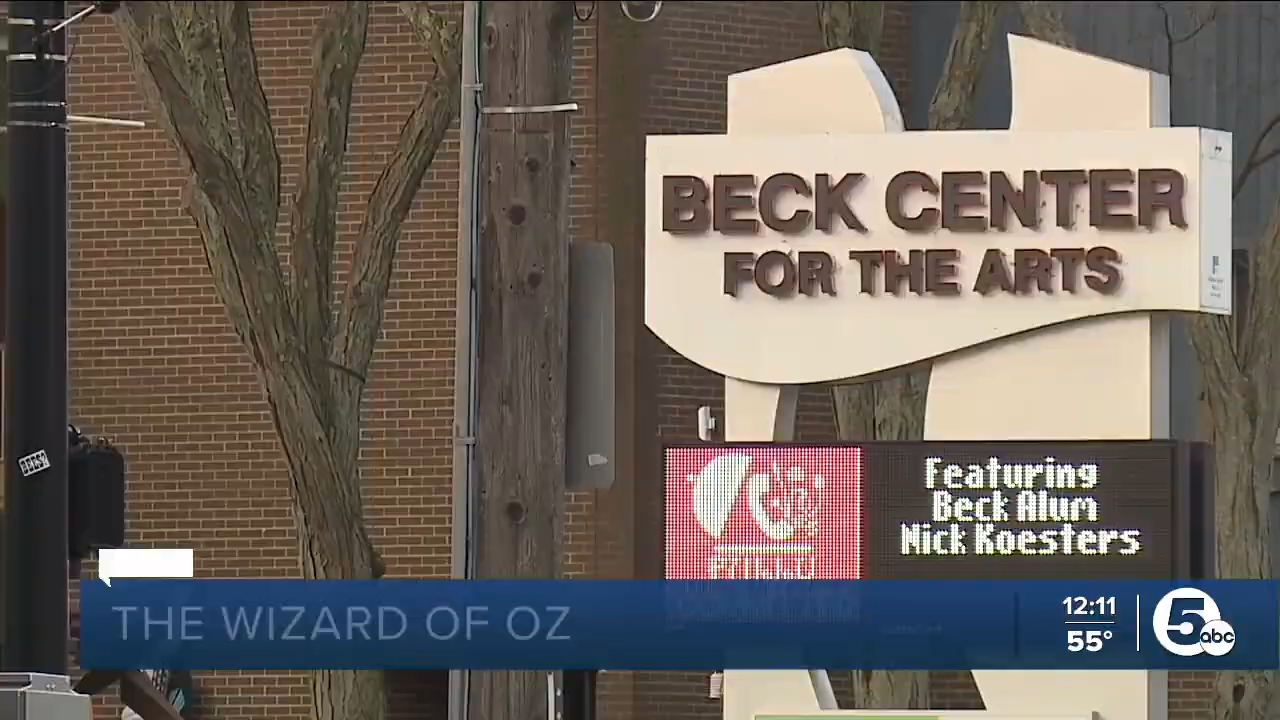 BECK CENTER
FOR THE ARTS
Featuring
Beck Alum
Nick Koesters
THE WIZARD OF OZ
12:11
55°
5
abc